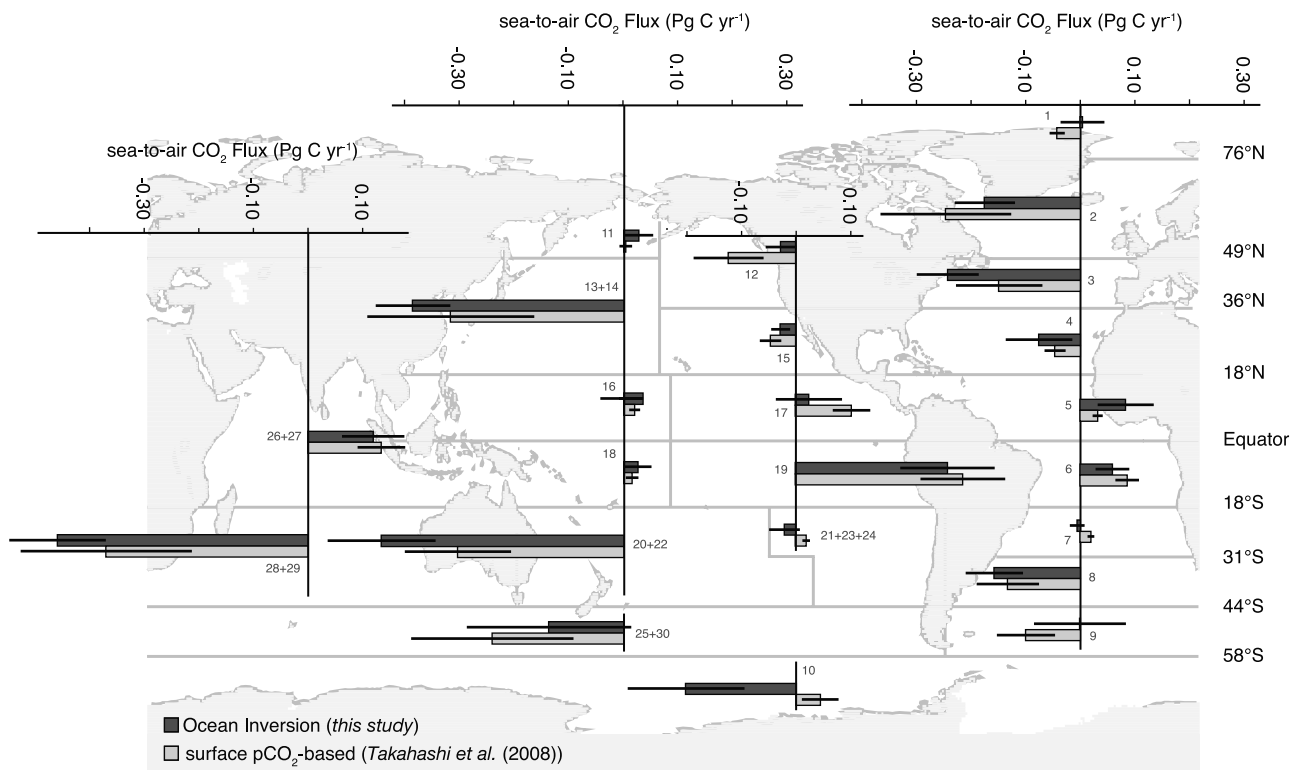 sea-to-air CO₂ Flux (Pg C yr⁻¹)
sea-to-air CO₂ Flux (Pg C yr⁻¹)
-0.30
-0.10
0.10
0.30
-0.30
-0.10
0.10
0.30
1
76°N
sea-to-air CO₂ Flux (Pg C yr⁻¹)
-0.30
-0.10
0.10
-0.10
0.10
2
11
12
49°N
13+14
3
36°N
4
15
18°N
16
17
5
26+27
Equator
18
19
6
18°S
21+23+24
7
20+22
31°S
28+29
8
44°S
25+30
9
58°S
10
Ocean Inversion (this study)
surface pCO₂-based (Takahashi et al. (2008))